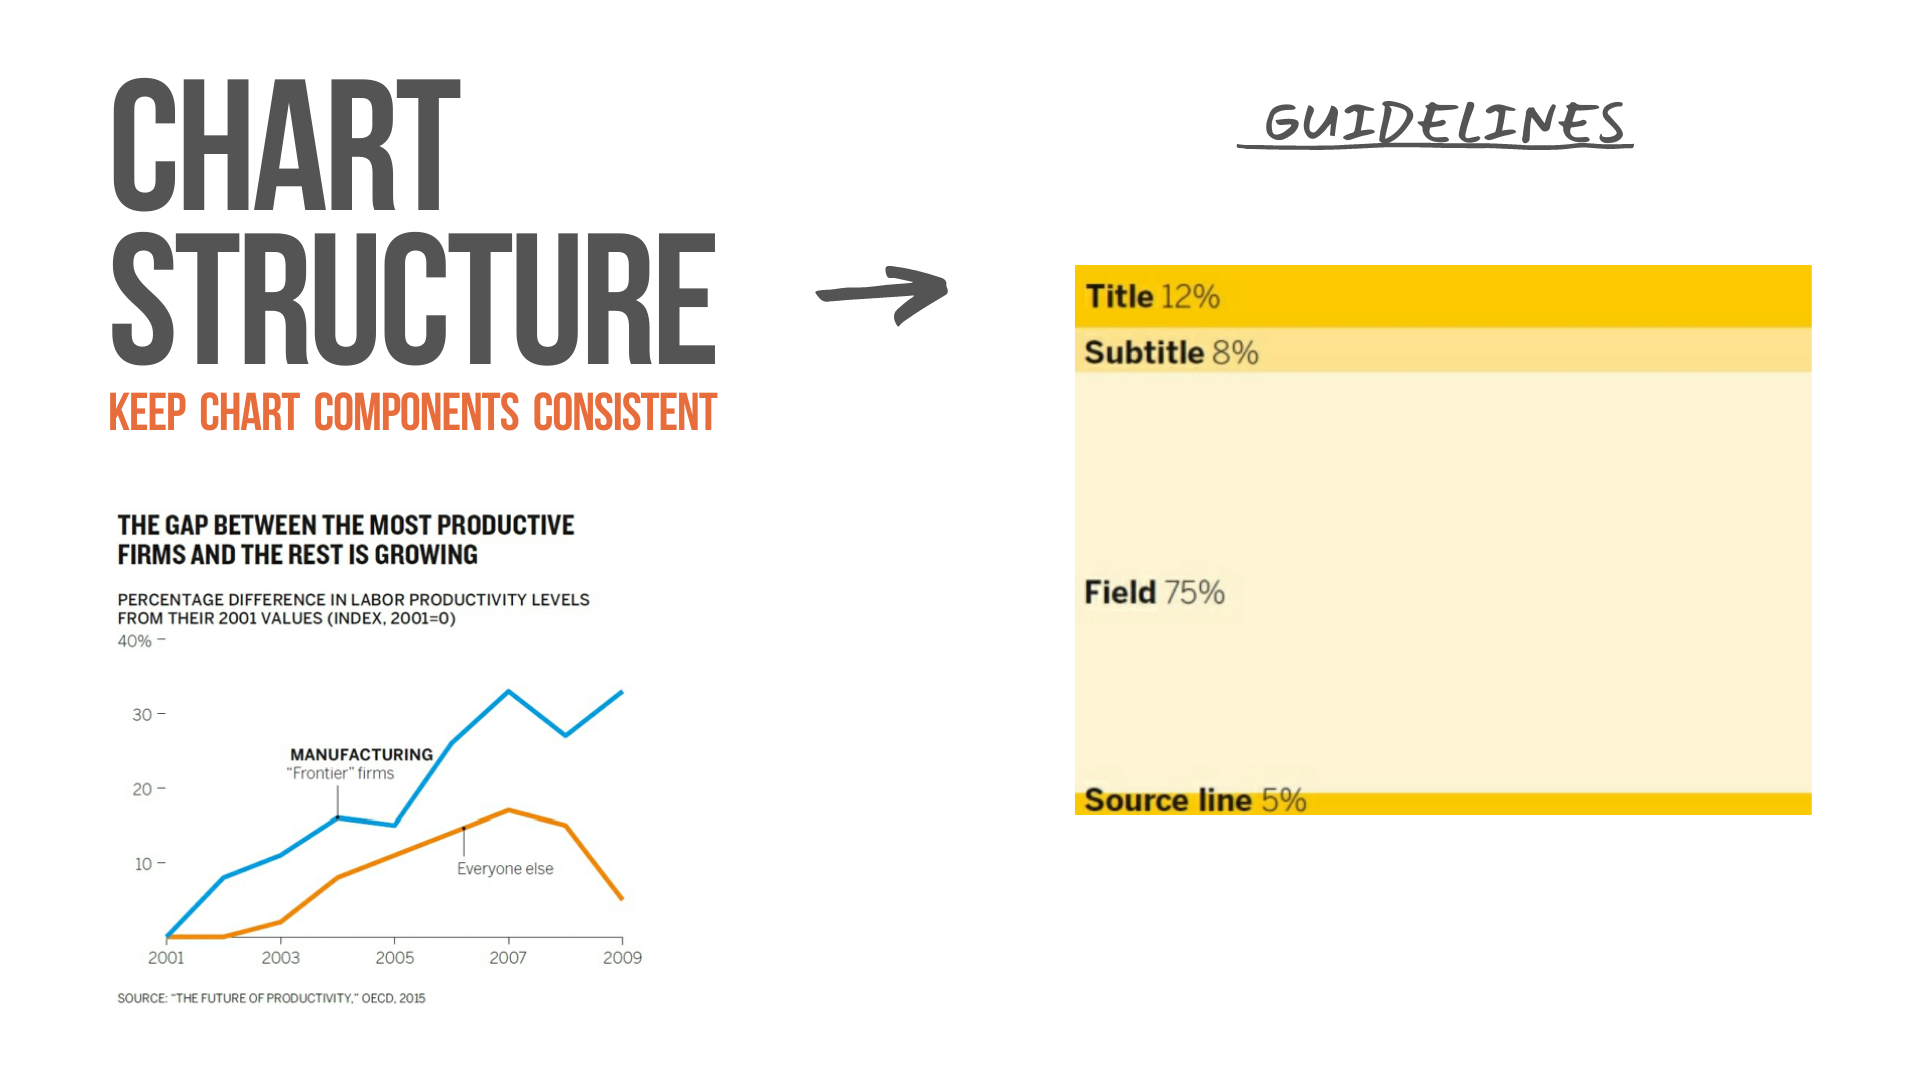 CHART
STRUCTURE
KEEP CHART COMPONENTS CONSISTENT
THE GAP BETWEEN THE MOST PRODUCTIVE
FIRMS AND THE REST IS GROWING
PERCENTAGE DIFFERENCE IN LABOR PRODUCTIVITY LEVELS
FROM THEIR 2001 VALUES (INDEX, 2001=0)
40%
30
MANUFACTURING
“Frontier” firms
20
10
Everyone else
2001 2003 2005 2007 2009
SOURCE: “THE FUTURE OF PRODUCTIVITY,” OECD, 2015
GUIDELINES
Title 12%
Subtitle 8%
Field 75%
Source line 5%